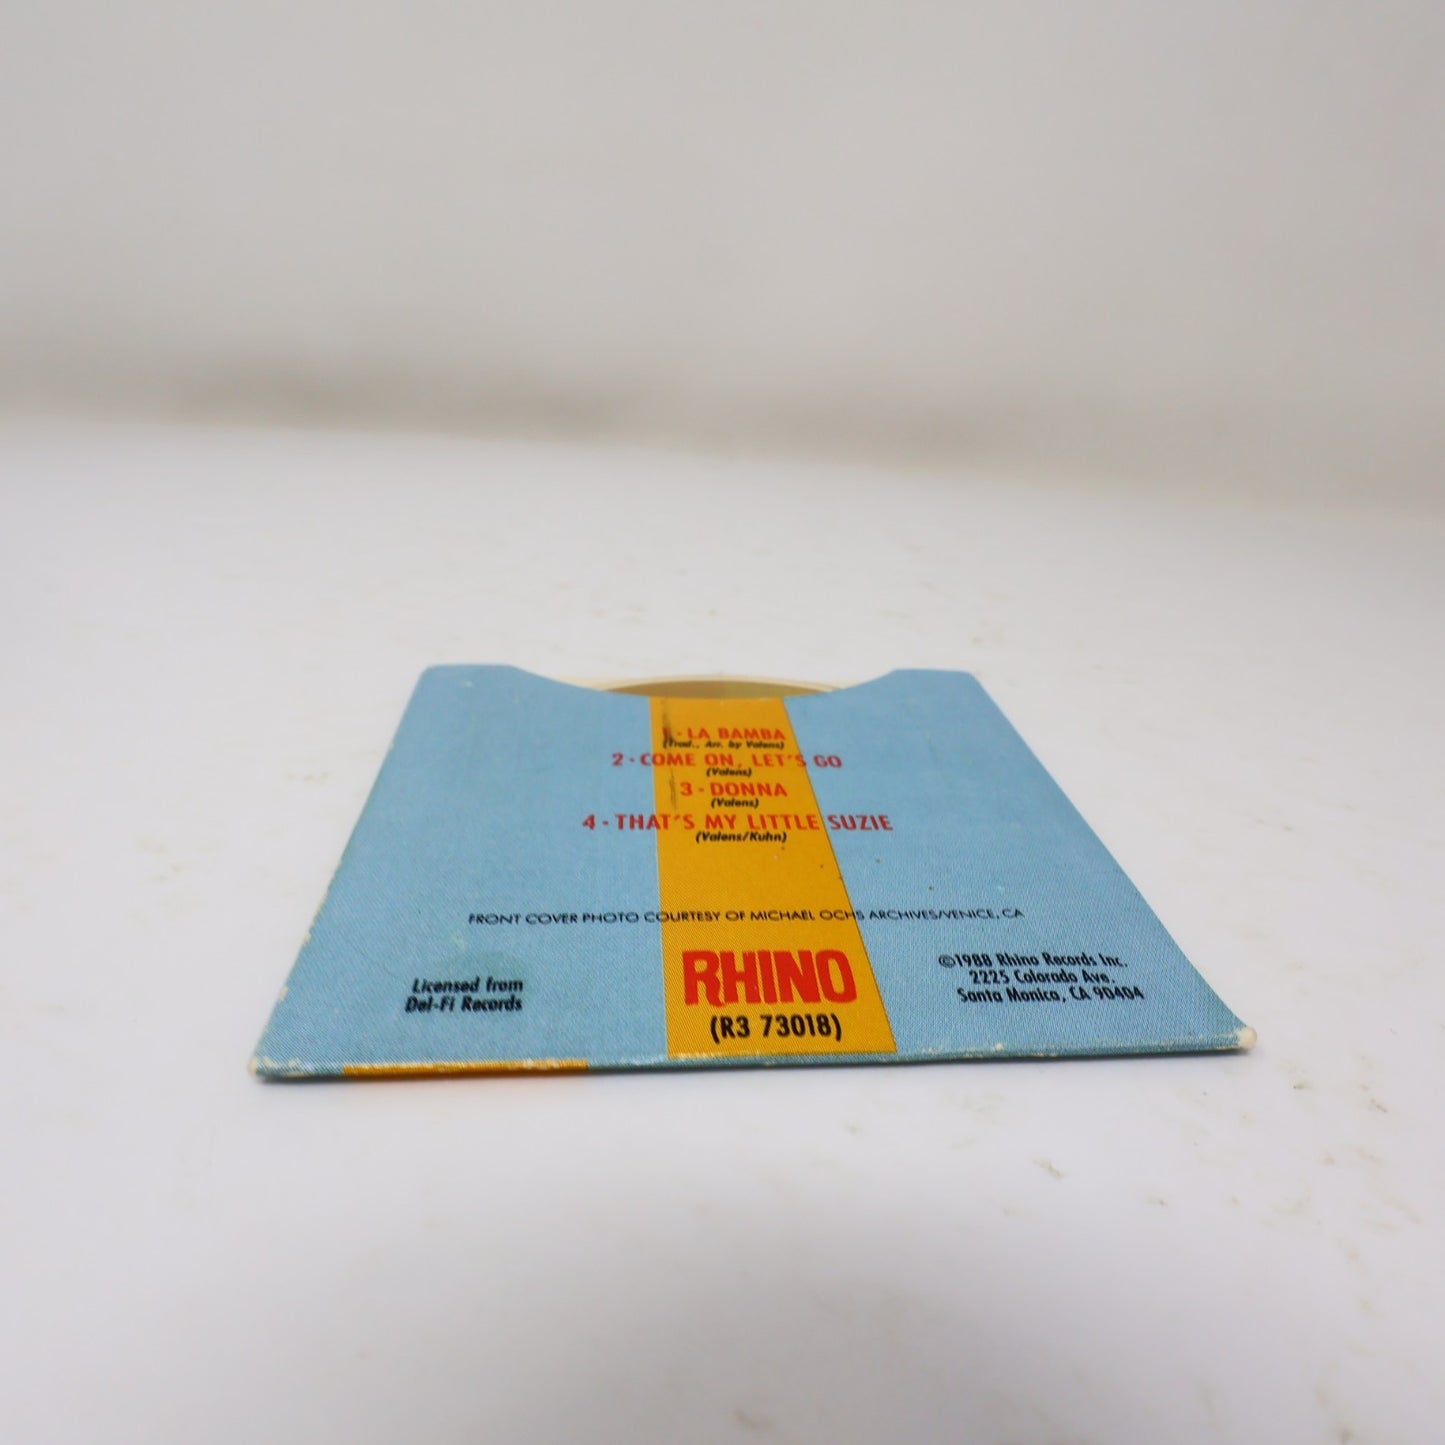 1 - LA BAMBA
(Trad., Arr. by Valens)
2 - COME ON, LET'S GO
(Valens)
3 - DONNA
(Valens)
4 - THAT'S MY LITTLE SUZIE
(Valens/Kuhn)
FRONT COVER PHOTO COURTESY OF MICHAEL OCHS ARCHIVES/VENICE, CA
Licensed from
Del-Fi Records
RHINO
(R3 73018)
©1988 Rhino Records Inc.
2225 Colorado Ave.
Santa Monica, CA 90404